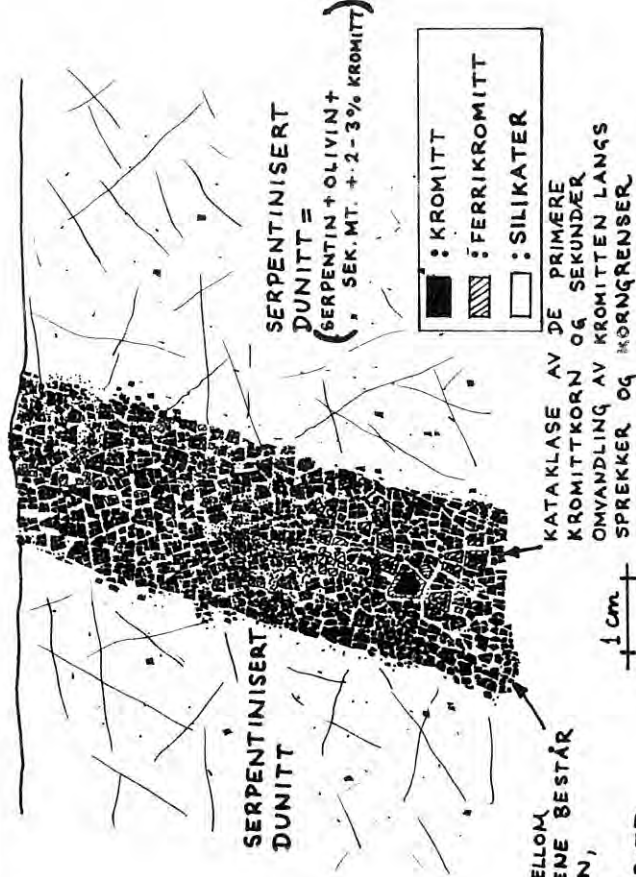 SERPENTINISERT
DUNITT
SERPENTINISERT
DUNITT =
(SERPENTIN + OLIVIN +
SEK. MT. + 2-3% KROMITT)
: KROMITT
: FERRIKROMITT
: SILIKATER
KATAKLASE AV DE PRIMÆRE
KROMITTKORN OG SEKUNDÆR
OMVANDLING AV KROMITTEN LANGS
SPREKKER OG KORNGRENSER
1 cm
ELLOM
ENE BESTÅR
N,